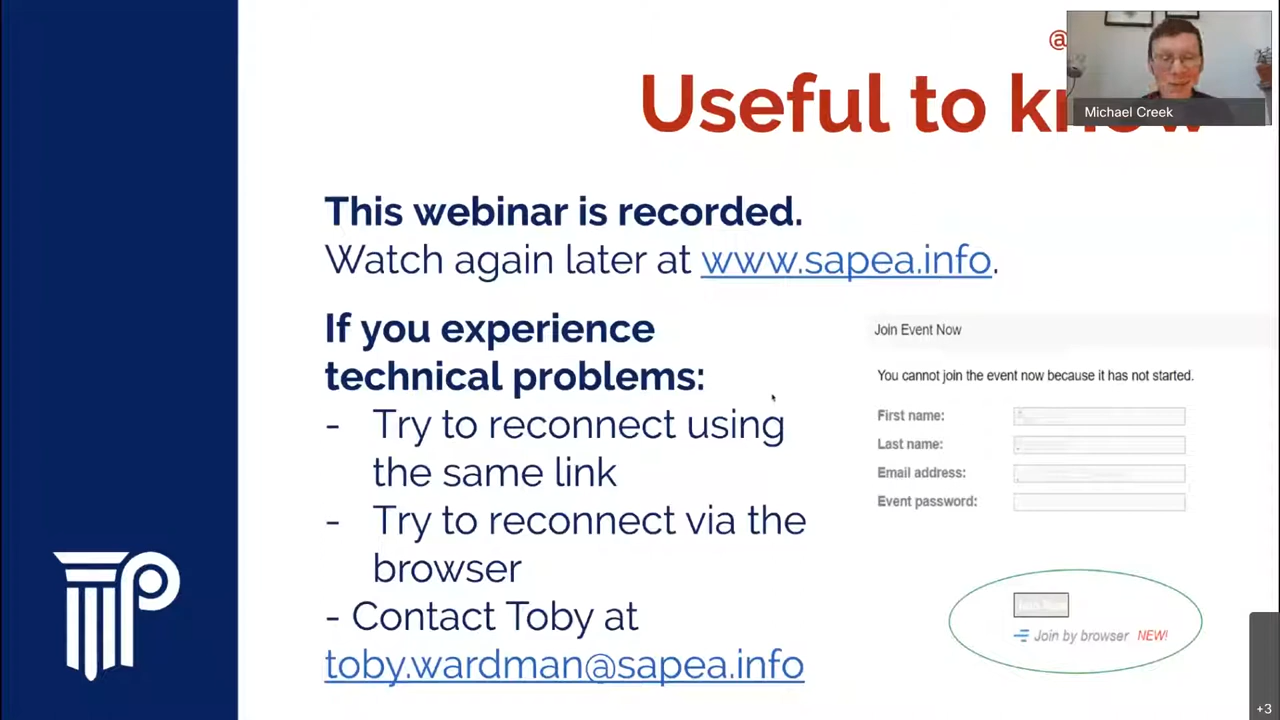 @
Useful to know
Michael Creek
This webinar is recorded.
Watch again later at www.sapea.info.
If you experience
technical problems:
- Try to reconnect using
the same link
- Try to reconnect via the
browser
- Contact Toby at
toby.wardman@sapea.info
Join Event Now
You cannot join the event now because it has not started.
First name:
Last name:
Email address:
Event password:
Join Now
Join by browser NEW!
+3